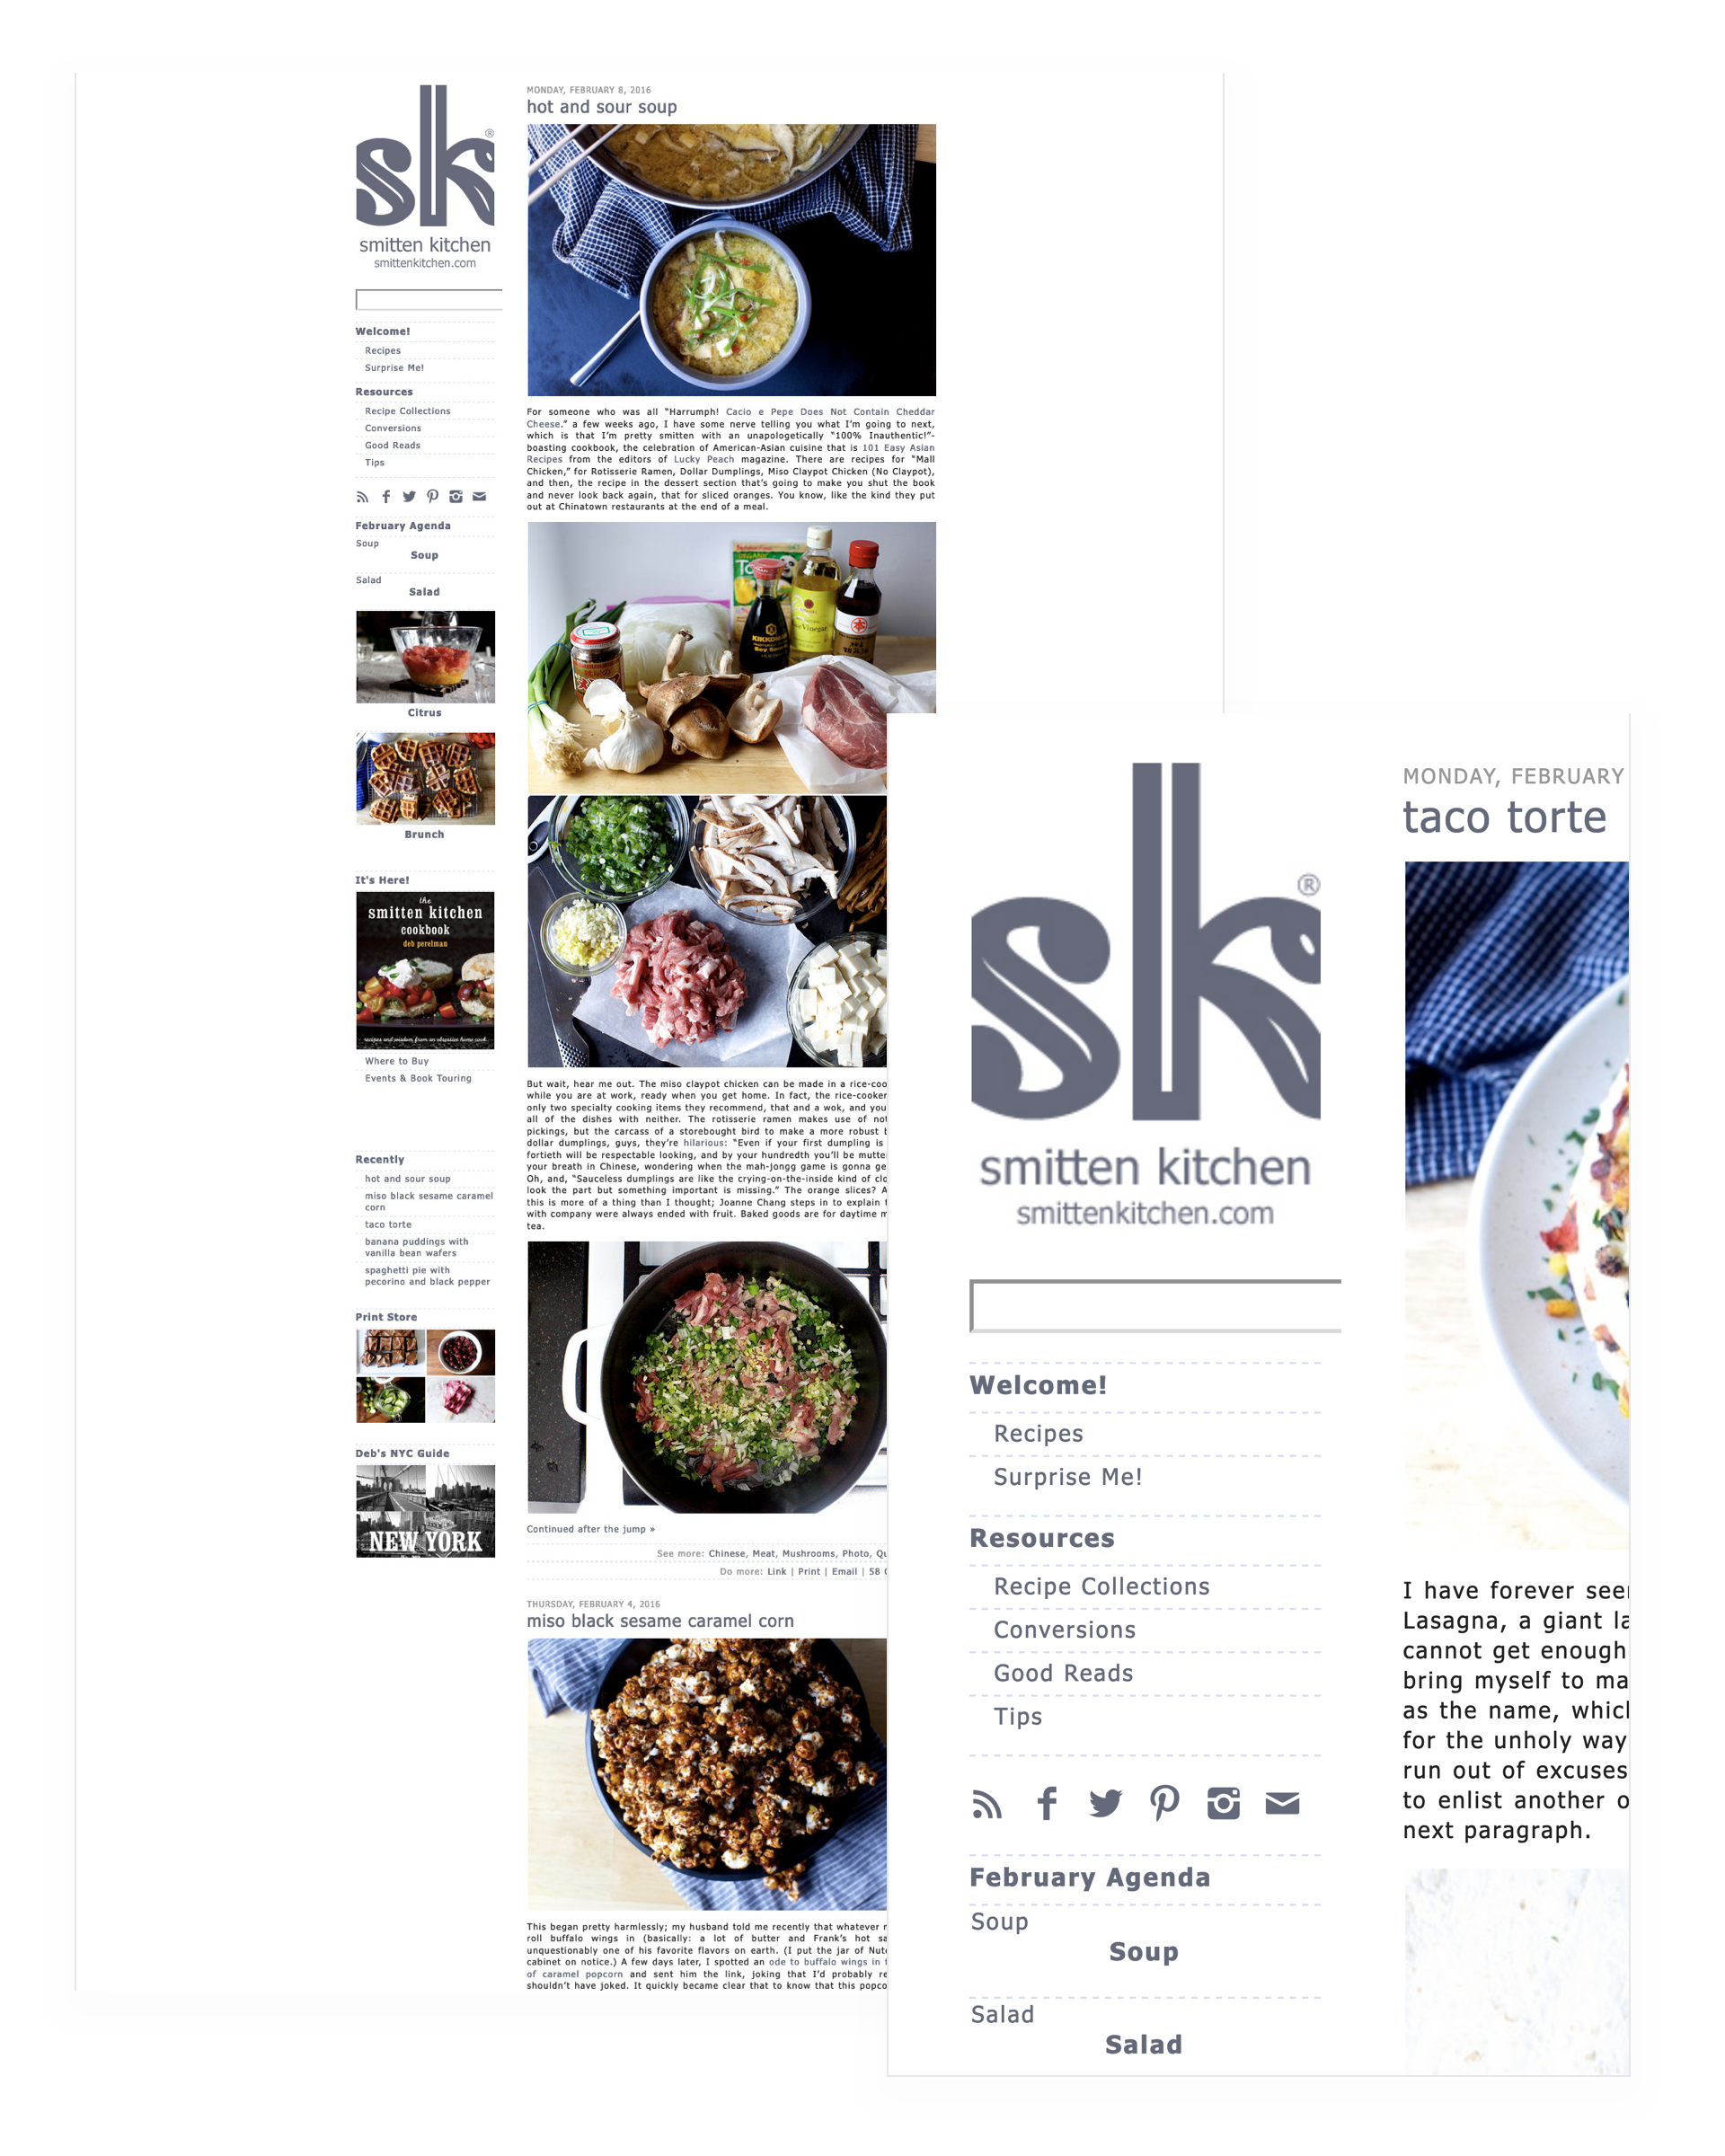 sk®
smitten kitchen
smittenkitchen.com
Welcome!
Recipes
Surprise Me!
Resources
Recipe Collections
Conversions
Good Reads
Tips
February Agenda
Soup
Soup
Salad
Salad
Citrus
Brunch
It's Here!
the
smitten kitchen
cookbook
deb perelman
recipes and wisdom from an obsessive home cook
Where to Buy
Events & Book Touring
Recently
hot and sour soup
miso black sesame caramel
corn
taco torte
banana puddings with
vanilla bean wafers
spaghetti pie with
pecorino and black pepper
Print Store
Deb's NYC Guide
NEW YORK
MONDAY, FEBRUARY 8, 2016
hot and sour soup
For someone who was all “Harrumph! Cacio e Pepe Does Not Contain Cheddar
Cheese.” a few weeks ago, I have some nerve telling you what I’m going to next,
which is that I’m pretty smitten with an unapologetically “100% Inauthentic!”-
boasting cookbook, the celebration of American-Asian cuisine that is 101 Easy Asian
Recipes from the editors of Lucky Peach magazine. There are recipes for “Mall
Chicken,” for Rotisserie Ramen, Dollar Dumplings, Miso Claypot Chicken (No Claypot),
and then, the recipe in the dessert section that’s going to make you shut the book
and never look back again, that for sliced oranges. You know, like the kind they put
out at Chinatown restaurants at the end of a meal.
ORGANIC
KIKKOMAN
Soy Sauce
Vinegar
本
But wait, hear me out. The miso claypot chicken can be made in a rice-coo
while you are at work, ready when you get home. In fact, the rice-cooker
only two specialty cooking items they recommend, that and a wok, and you
all of the dishes with neither. The rotisserie ramen makes use of not
pickings, but the carcass of a storebought bird to make a more robust b
dollar dumplings, guys, they’re hilarious: “Even if your first dumpling is
fortieth will be respectable looking, and by your hundredth you’ll be mutte
your breath in Chinese, wondering when the mah-jongg game is gonna ge
Oh, and, “Sauceless dumplings are like the crying-on-the-inside kind of clo
look the part but something important is missing.” The orange slices? A
this is more of a thing than I thought; Joanne Chang steps in to explain t
with company were always ended with fruit. Baked goods are for daytime m
tea.
Continued after the jump »
See more: Chinese, Meat, Mushrooms, Photo, Qu
Do more: Link | Print | Email | 58 C
THURSDAY, FEBRUARY 4, 2016
miso black sesame caramel corn
This began pretty harmlessly; my husband told me recently that whatever r
roll buffalo wings in (basically: a lot of butter and Frank’s hot sa
unquestionably one of his favorite flavors on earth. (I put the jar of Nut
cabinet on notice.) A few days later, I spotted an ode to buffalo wings in t
of caramel popcorn and sent him the link, joking that I’d probably re
shouldn’t have joked. It quickly became clear that to know that this popco
sk®
smitten kitchen
smittenkitchen.com
Welcome!
Recipes
Surprise Me!
Resources
Recipe Collections
Conversions
Good Reads
Tips
February Agenda
Soup
Soup
Salad
Salad
MONDAY, FEBRUARY
taco torte
I have forever see
Lasagna, a giant la
cannot get enough
bring myself to ma
as the name, whic
for the unholy way
run out of excuses
to enlist another o
next paragraph.